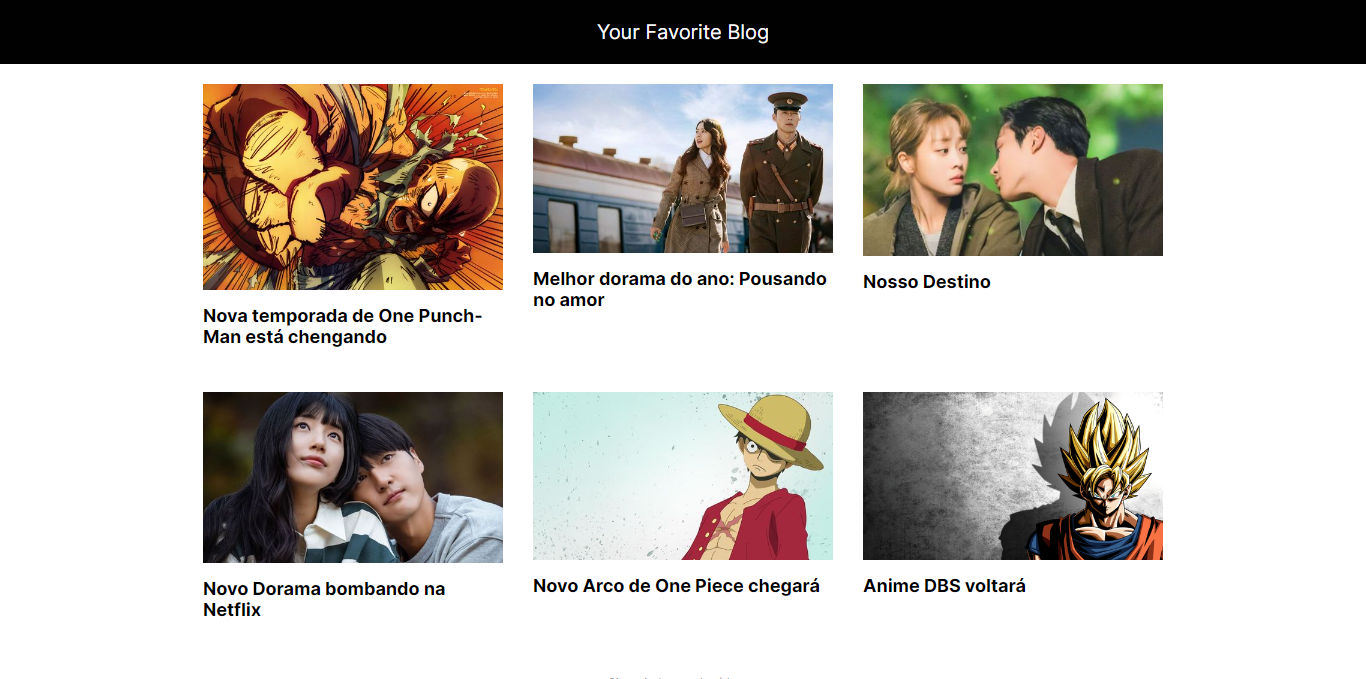 Your Favorite Blog
Nova temporada de One Punch-
Man está chengando
Melhor dorama do ano: Pousando
no amor
Nosso Destino
Novo Dorama bombando na
Netflix
Novo Arco de One Piece chegará
Anime DBS voltará